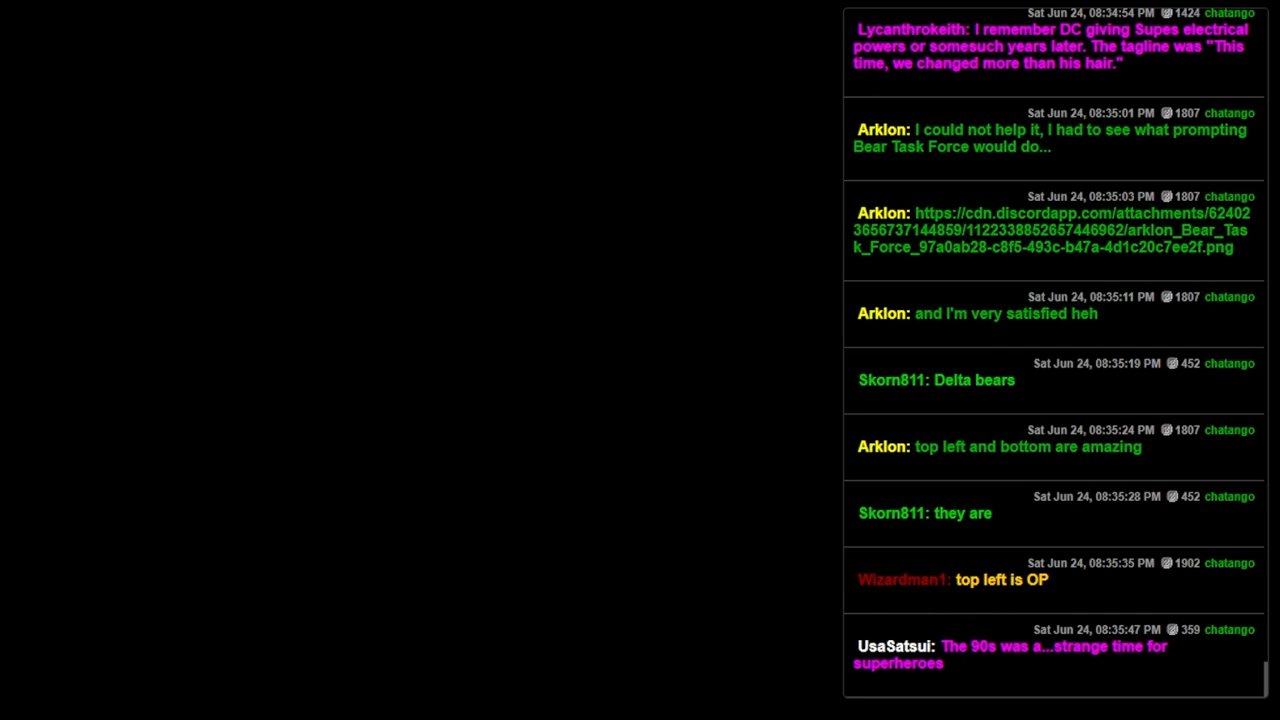 Sat Jun 24, 08:34:54 PM 1424 chatango
Lycanthrokeith: I remember DC giving Supes electrical
powers or somesuch years later. The tagline was "This
time, we changed more than his hair."
Sat Jun 24, 08:35:01 PM 1807 chatango
Arklon: I could not help it, I had to see what prompting
Bear Task Force would do...
Sat Jun 24, 08:35:03 PM 1807 chatango
Arklon: https://cdn.discordapp.com/attachments/62402
3656737144859/1122338852657446962/arklon_Bear_Tas
k_Force_97a0ab28-c8f5-493c-b47a-4d1c20c7ee2f.png
Sat Jun 24, 08:35:11 PM 1807 chatango
Arklon: and I'm very satisfied heh
Sat Jun 24, 08:35:19 PM 452 chatango
Skorn811: Delta bears
Sat Jun 24, 08:35:24 PM 1807 chatango
Arklon: top left and bottom are amazing
Sat Jun 24, 08:35:28 PM 452 chatango
Skorn811: they are
Sat Jun 24, 08:35:35 PM 1902 chatango
Wizardman1: top left is OP
Sat Jun 24, 08:35:47 PM 359 chatango
UsaSatsui: The 90s was a...strange time for
superheroes